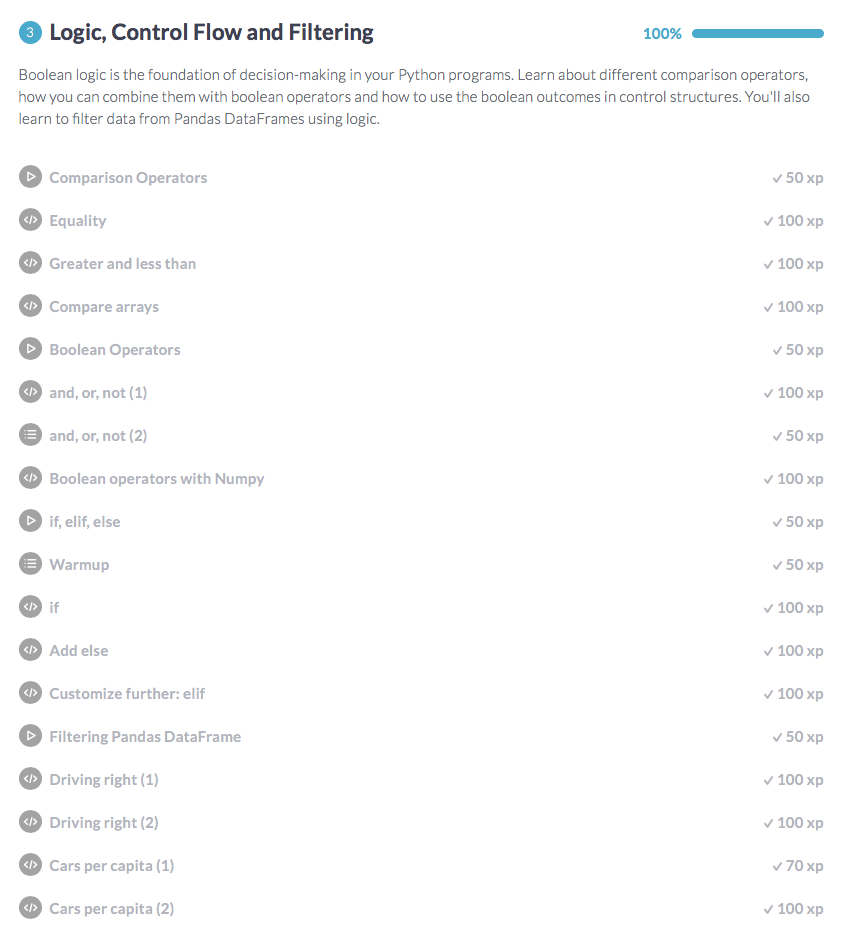 3 Logic, Control Flow and Filtering 100%
Boolean logic is the foundation of decision-making in your Python programs. Learn about different comparison operators,
how you can combine them with boolean operators and how to use the boolean outcomes in control structures. You'll also
learn to filter data from Pandas DataFrames using logic.
Comparison Operators ✓ 50 xp
</> Equality ✓ 100 xp
</> Greater and less than ✓ 100 xp
</> Compare arrays ✓ 100 xp
Boolean Operators ✓ 50 xp
</> and, or, not (1) ✓ 100 xp
and, or, not (2) ✓ 50 xp
</> Boolean operators with Numpy ✓ 100 xp
if, elif, else ✓ 50 xp
Warmup ✓ 50 xp
</> if ✓ 100 xp
</> Add else ✓ 100 xp
</> Customize further: elif ✓ 100 xp
Filtering Pandas DataFrame ✓ 50 xp
</> Driving right (1) ✓ 100 xp
</> Driving right (2) ✓ 100 xp
</> Cars per capita (1) ✓ 70 xp
</> Cars per capita (2) ✓ 100 xp